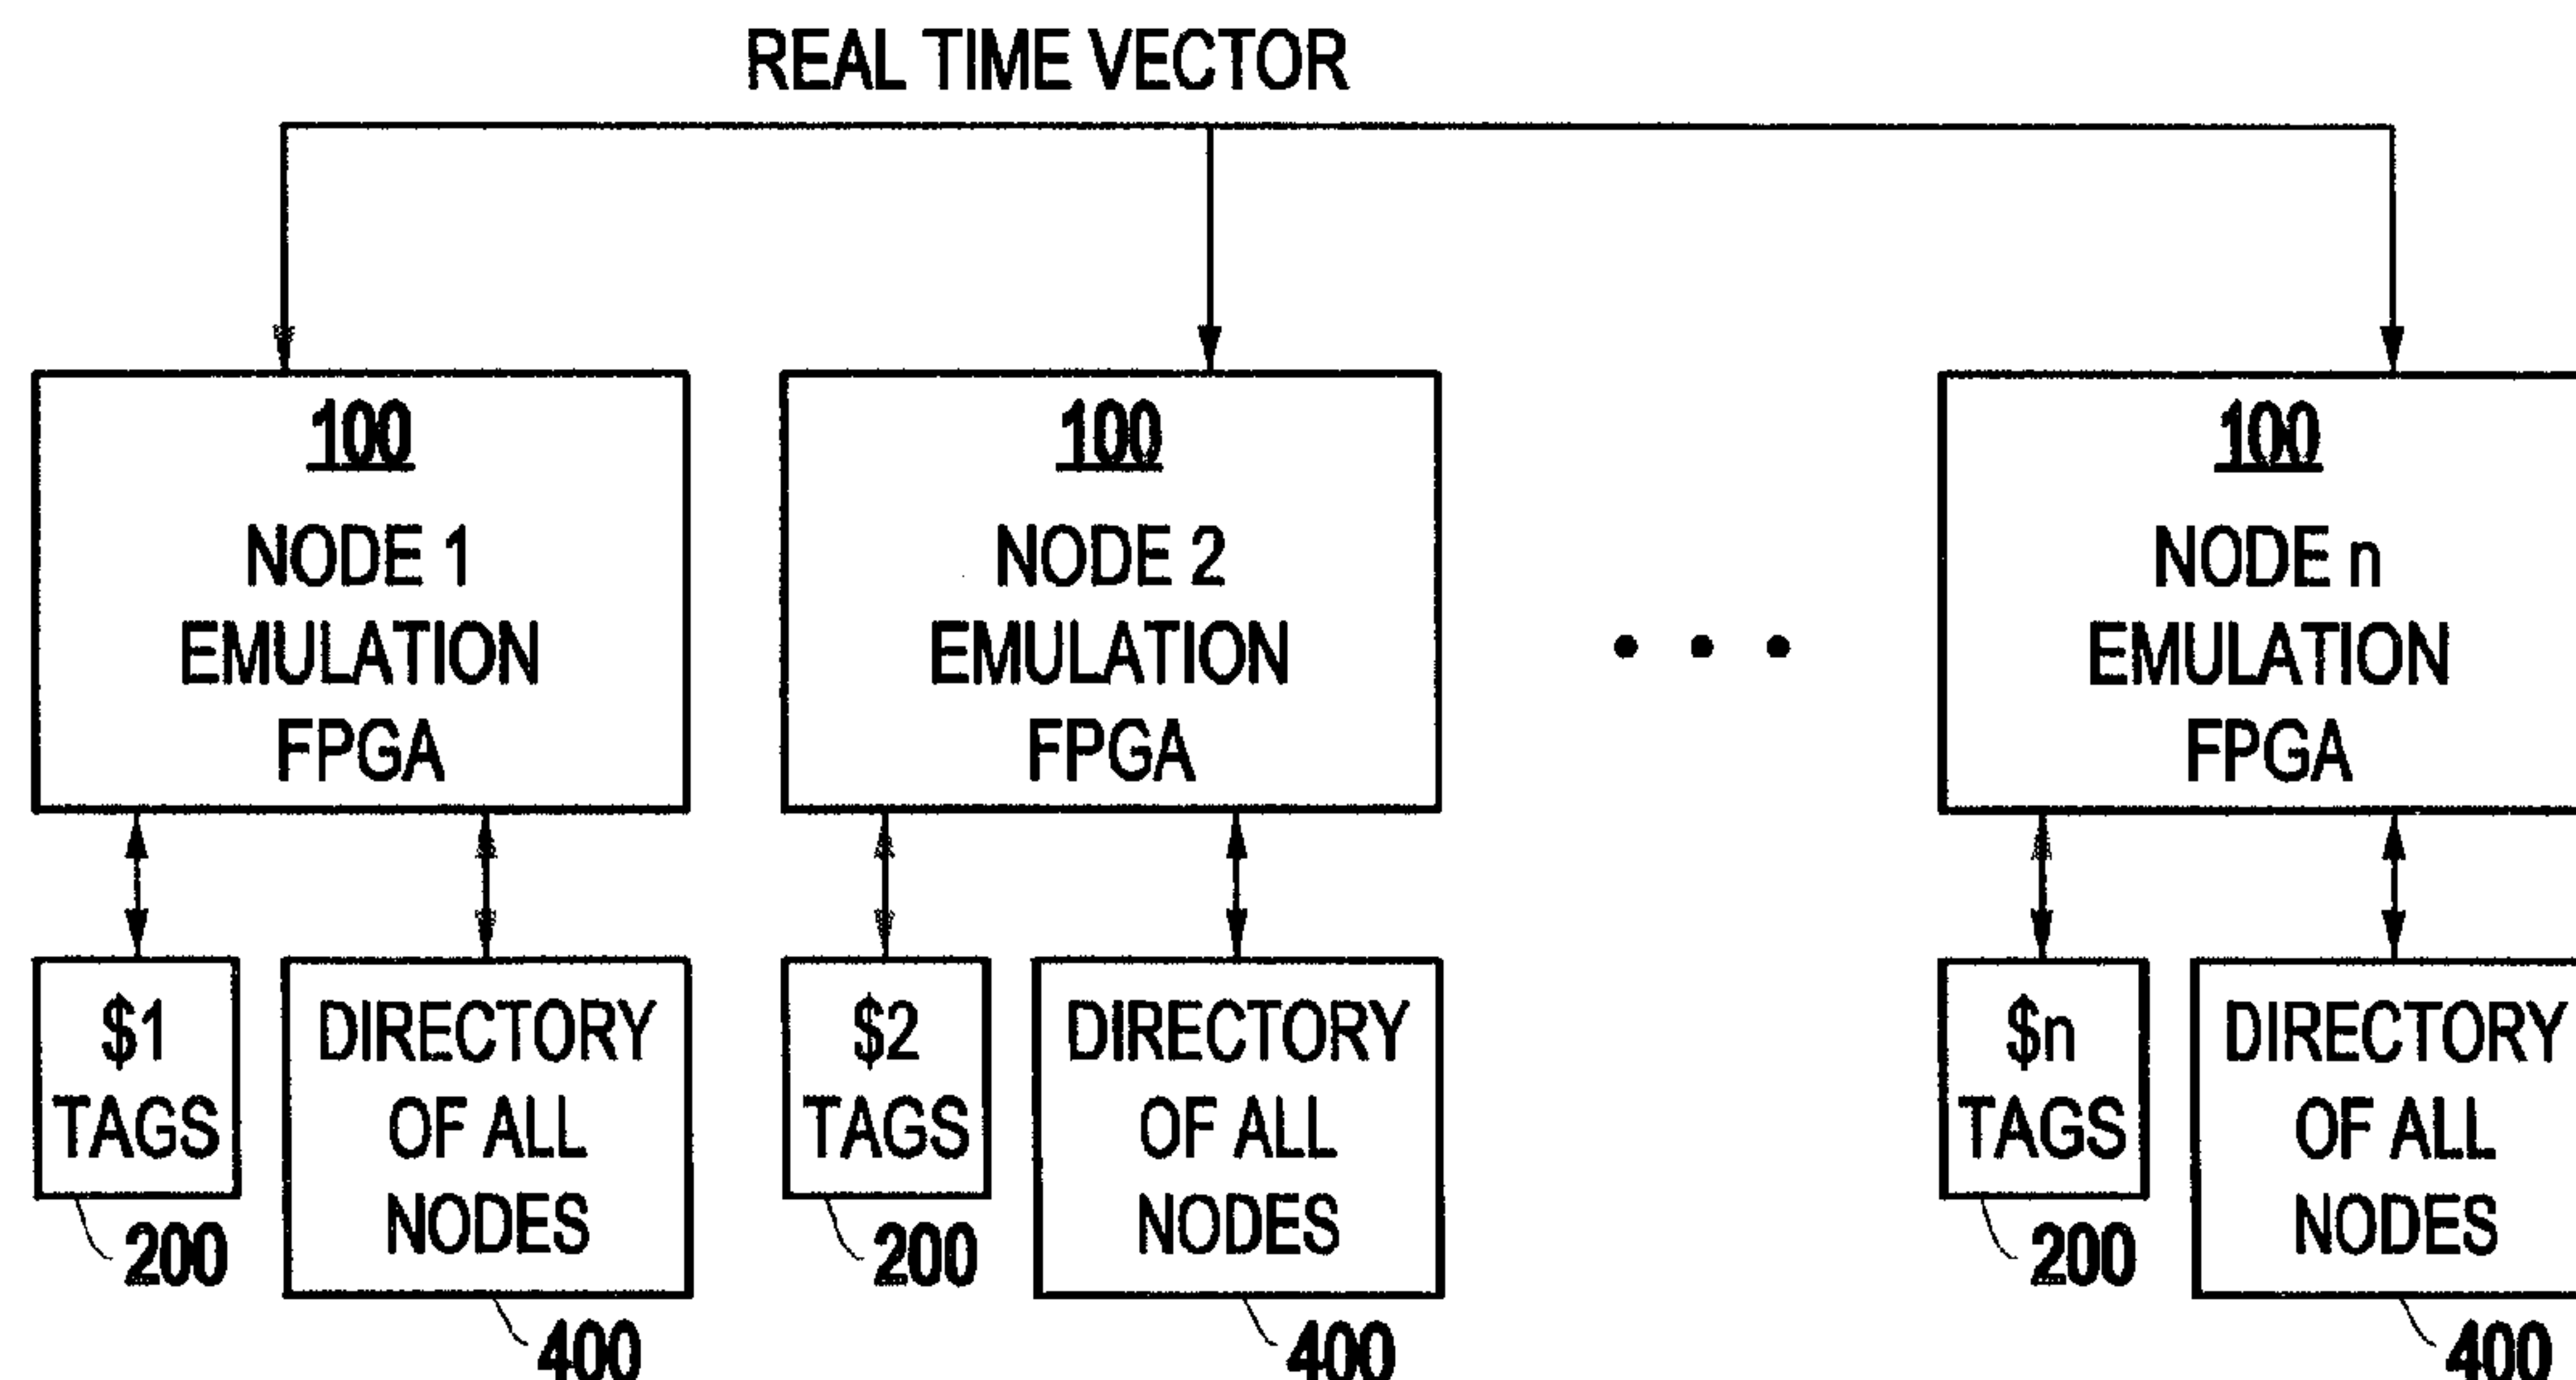 REAL TIME VECTOR
100
NODE 1
EMULATION
FPGA
100
NODE 2
EMULATION
FPGA
100
NODE n
EMULATION
FPGA
$1
TAGS
200
DIRECTORY
OF ALL
NODES
400
$2
TAGS
200
DIRECTORY
OF ALL
NODES
400
$n
TAGS
200
DIRECTORY
OF ALL
NODES
400